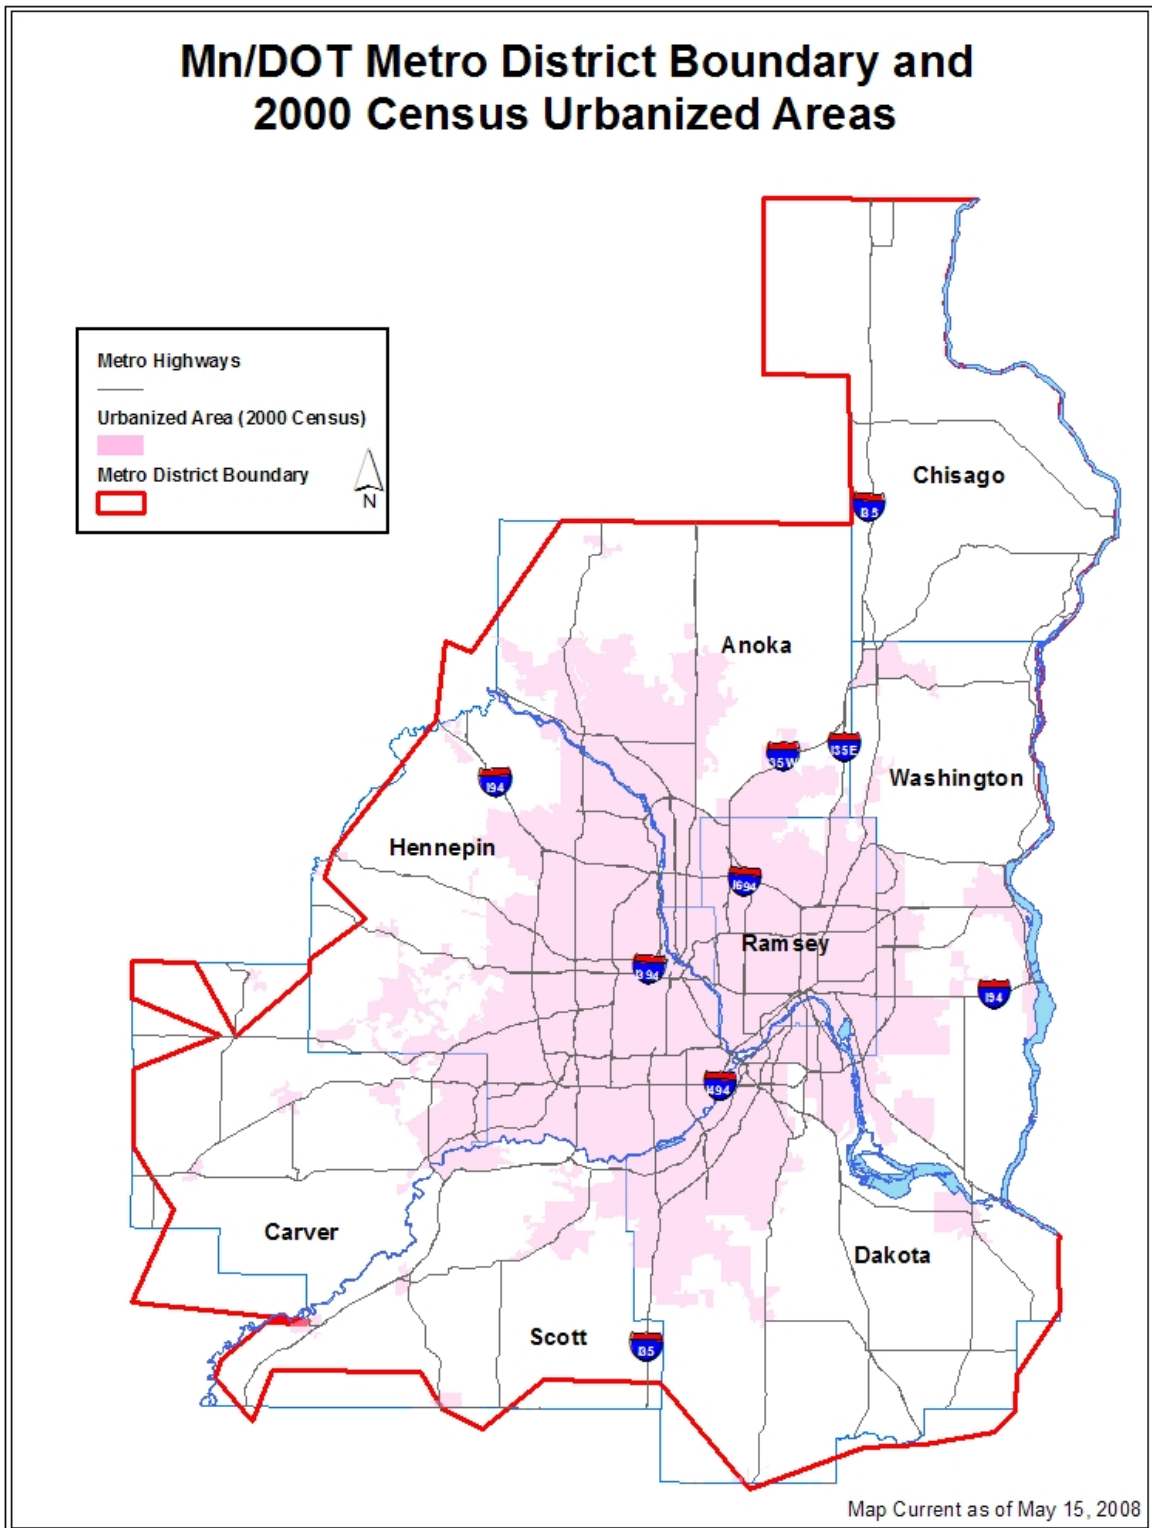 Mn/DOT Metro District Boundary and
2000 Census Urbanized Areas
Metro Highways
Urbanized Area (2000 Census)
Metro District Boundary
N
Chisago
I35
Anoka
35W
I35E
Washington
I94
Hennepin
I694
Ramsey
I394
I94
I494
Carver
Dakota
Scott
I35
Map Current as of May 15, 2008